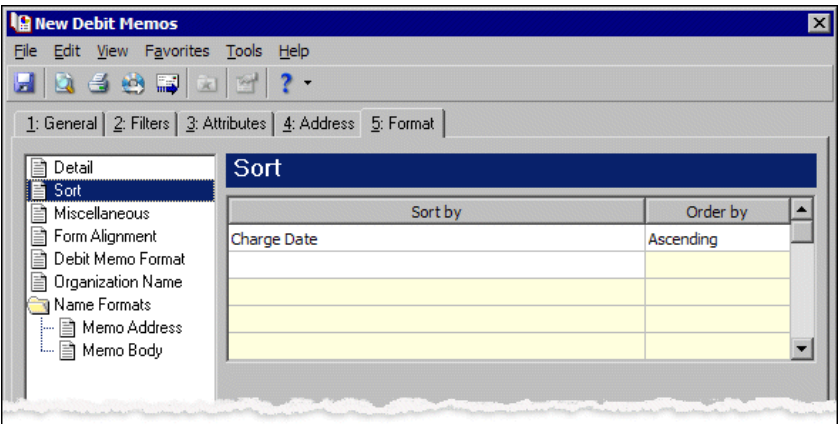 New Debit Memos
File Edit View Favorites Tools Help
1: General 2: Filters 3: Attributes 4: Address 5: Format
Detail
Sort
Miscellaneous
Form Alignment
Debit Memo Format
Organization Name
Name Formats
Memo Address
Memo Body
Sort
Sort by Order by
Charge Date Ascending